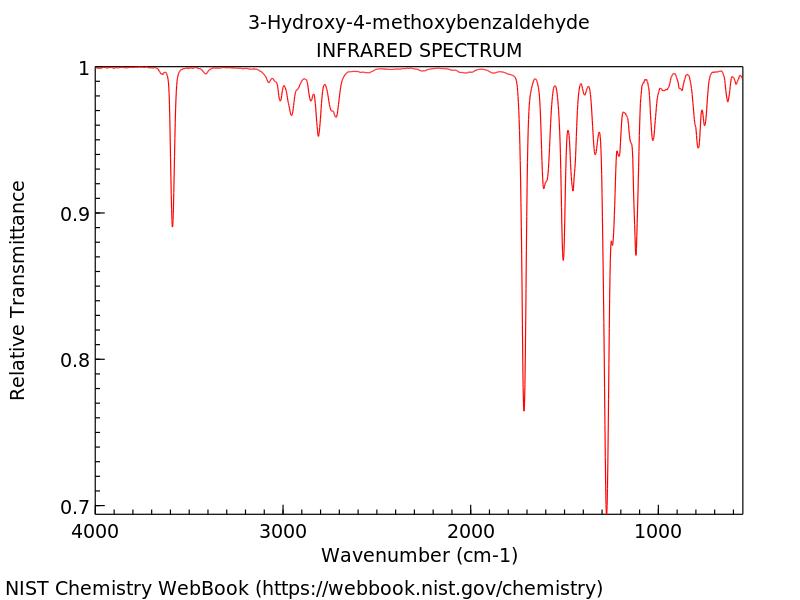 3-Hydroxy-4-methoxybenzaldehyde
INFRARED SPECTRUM
1
0.9
0.8
0.7
Relative Transmittance
4000 3000 2000 1000
Wavenumber (cm-1)
NIST Chemistry WebBook (https://webbook.nist.gov/chemistry)